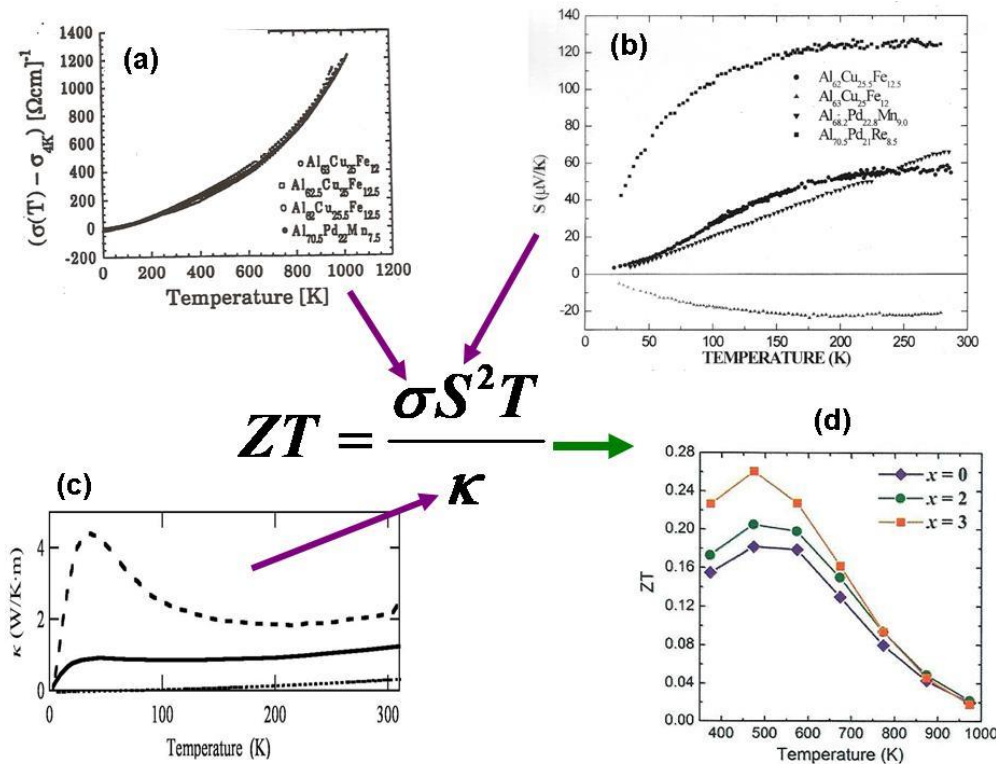 (a)
(σ(T) − σ4K) [Ωcm]-1
1400
1200
1000
800
600
400
200
0
-200
Al63Cu25Fe12
Al62.5Cu25Fe12.5
Al62Cu25.5Fe12.5
Al70.5Pd22Mn7.5
0 200 400 600 800 1000 1200
Temperature [K]
(b)
S (μV/K)
140
120
100
80
60
40
20
0
-20
Al62Cu25.5Fe12.5
Al63Cu25Fe12
Al68.2Pd22.8Mn9.0
Al70.5Pd21Re8.5
0 50 100 150 200 250 300
TEMPERATURE (K)
ZT = σS2T / κ
(c)
κ (W/K·m)
4
2
0
0 100 200 300
Temperature (K)
(d)
ZT
0.28
0.24
0.20
0.16
0.12
0.08
0.04
0.00
x = 0
x = 2
x = 3
400 500 600 700 800 900 1000
Temperature (K)